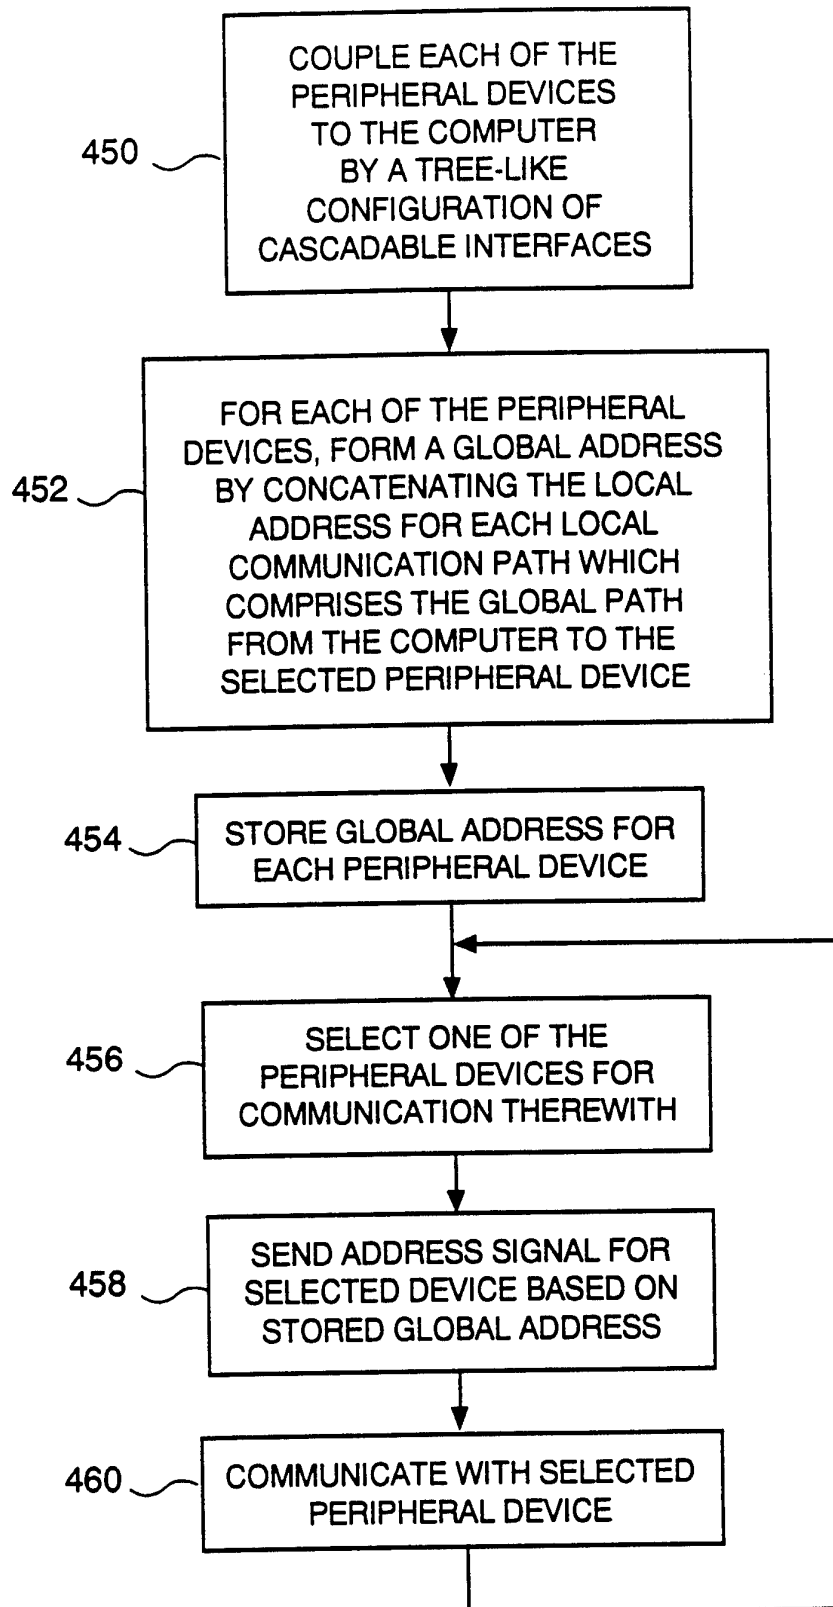 COUPLE EACH OF THE
PERIPHERAL DEVICES
TO THE COMPUTER
BY A TREE-LIKE
CONFIGURATION OF
CASCADABLE INTERFACES
450
FOR EACH OF THE PERIPHERAL
DEVICES, FORM A GLOBAL ADDRESS
BY CONCATENATING THE LOCAL
ADDRESS FOR EACH LOCAL
COMMUNICATION PATH WHICH
COMPRISES THE GLOBAL PATH
FROM THE COMPUTER TO THE
SELECTED PERIPHERAL DEVICE
452
STORE GLOBAL ADDRESS FOR
EACH PERIPHERAL DEVICE
454
SELECT ONE OF THE
PERIPHERAL DEVICES FOR
COMMUNICATION THEREWITH
456
SEND ADDRESS SIGNAL FOR
SELECTED DEVICE BASED ON
STORED GLOBAL ADDRESS
458
COMMUNICATE WITH SELECTED
PERIPHERAL DEVICE
460